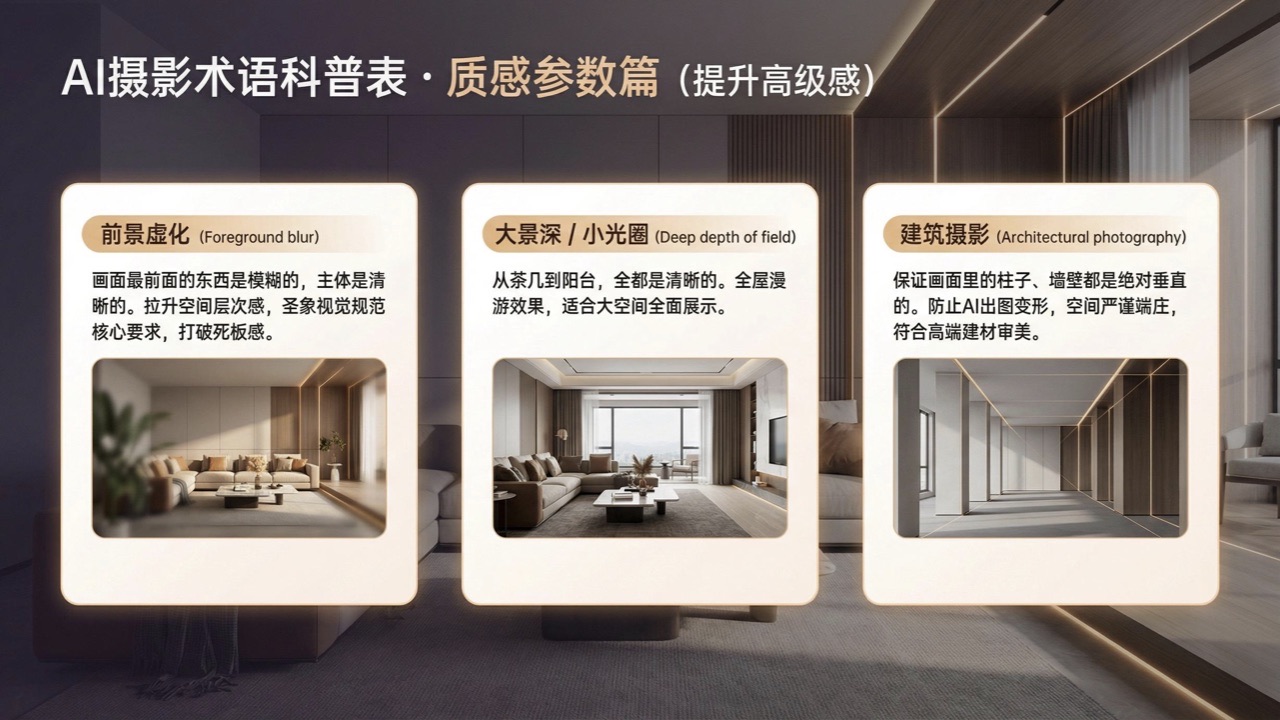 AI摄影术语科普表 · 质感参数篇（提升高级感）
前景虚化 (Foreground blur)
画面最前面的东西是模糊的，主体是清
晰的。拉升空间层次感，圣象视觉规范
核心要求，打破死板感。
大景深 / 小光圈 (Deep depth of field)
从茶几到阳台，全都是清晰的。全屋漫
游效果，适合大空间全面展示。
建筑摄影 (Architectural photography)
保证画面里的柱子、墙壁都是绝对垂直
的。防止AI出图变形，空间严谨端庄，
符合高端建材审美。